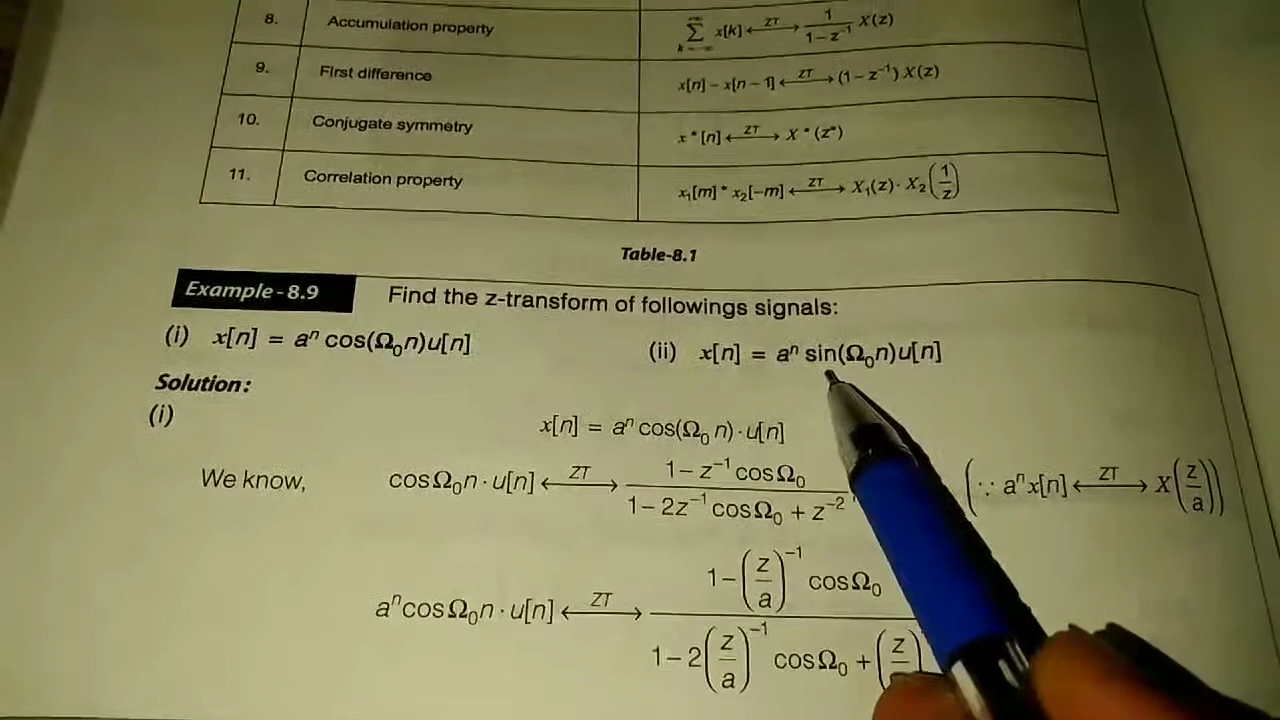 8. Accumulation property ∑ k=-∞ +∞ x[k] ←ZT→ 1/(1 – z⁻¹) X(z)
9. First difference x[n] – x[n – 1] ←ZT→ (1 – z⁻¹) X(z)
10. Conjugate symmetry x*[n] ←ZT→ X*(z*)
11. Correlation property x₁[m] * x₂[–m] ←ZT→ X₁(z) · X₂(1/z)
Table-8.1
Example-8.9 Find the z-transform of followings signals:
(i) x[n] = aⁿ cos(Ω₀n)u[n] (ii) x[n] = aⁿ sin(Ω₀n)u[n]
Solution:
(i)
x[n] = aⁿ cos(Ω₀ n) · u[n]
We know, cosΩ₀n · u[n] ←ZT→ (1 – z⁻¹ cosΩ₀)/(1 – 2z⁻¹ cosΩ₀ + z⁻²) (∵ aⁿx[n] ←ZT→ X(z/a))
aⁿcosΩ₀n · u[n] ←ZT→ (1 – (z/a)⁻¹ cosΩ₀)/(1 – 2(z/a)⁻¹ cosΩ₀ + (z/